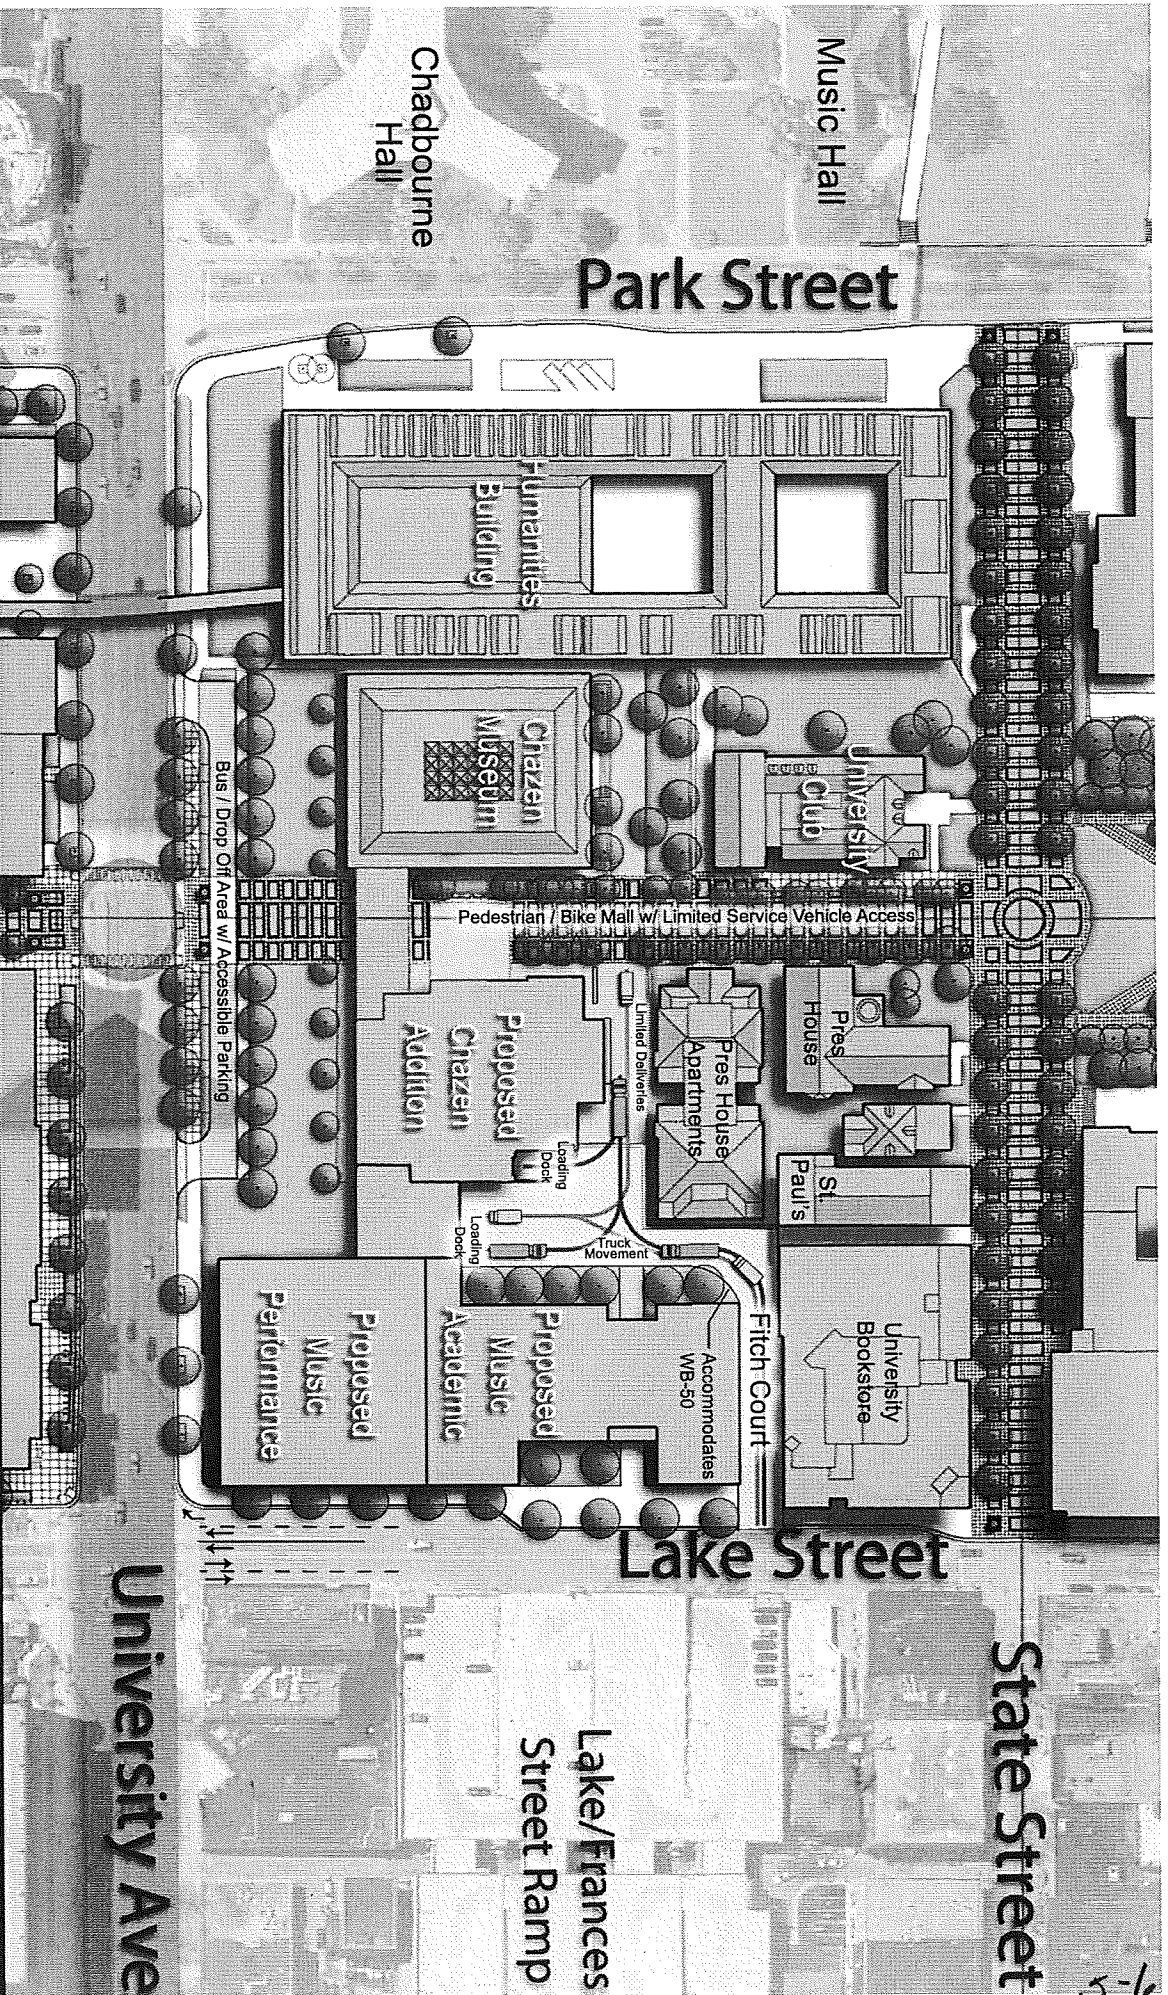 Music Hall
Chadbourne
Hall
Park Street
Humanities
Building
University
Club
Chazen
Museum
Pedestrian / Bike Mall w/ Limited Service Vehicle Access
Bus / Drop Off Area w/ Accessible Parking
Pres
House
Pres House
Apartments
Limited Deliveries
Proposed
Chazen
Addition
St.
Paul's
Loading
Dock
Loading
Dock
Truck
Movement
University
Bookstore
Fitch Court
Accommodates
WB-50
Proposed
Music
Academic
Proposed
Music
Performance
Lake Street
State Street
Lake/Frances
Street Ramp
University Ave